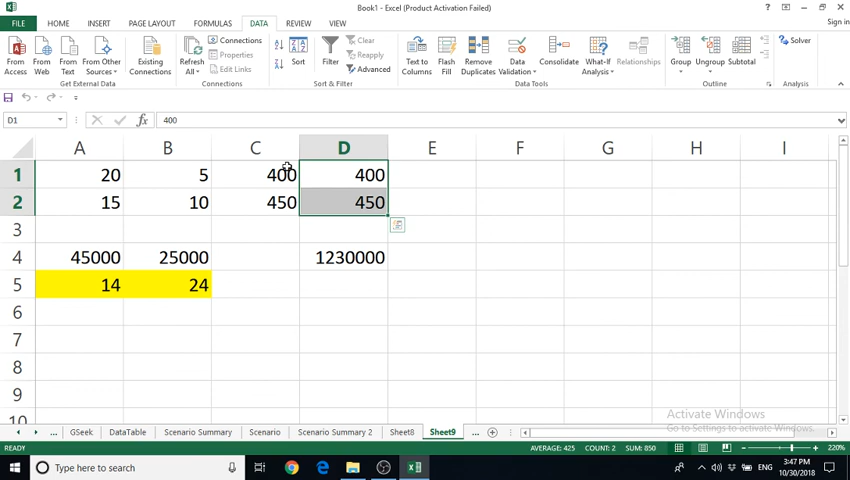 Book1 - Excel (Product Activation Failed)
?
FILE HOME INSERT PAGE LAYOUT FORMULAS DATA REVIEW VIEW Sign in
From Access
From Web
From Text
From Other Sources
Existing Connections
Refresh All
Connections
Properties
Edit Links
Sort
Filter
Clear
Reapply
Advanced
Text to Columns
Flash Fill
Remove Duplicates
Data Validation
Consolidate
What-If Analysis
Relationships
Group
Ungroup
Subtotal
Solver
Get External Data Connections Sort & Filter Data Tools Outline Analysis
D1 fx 400
A B C D E F G H I
1 20 5 400 400
2 15 10 450 450
3
4 45000 25000 1230000
5 14 24
6
7
8
9
10
Activate Windows
Go to Settings to activate Windows.
... GSeek DataTable Scenario Summary Scenario Scenario Summary 2 Sheet8 Sheet9 ...
READY AVERAGE: 425 COUNT: 2 SUM: 850 220%
Type here to search
ENG
3:47 PM
10/30/2018